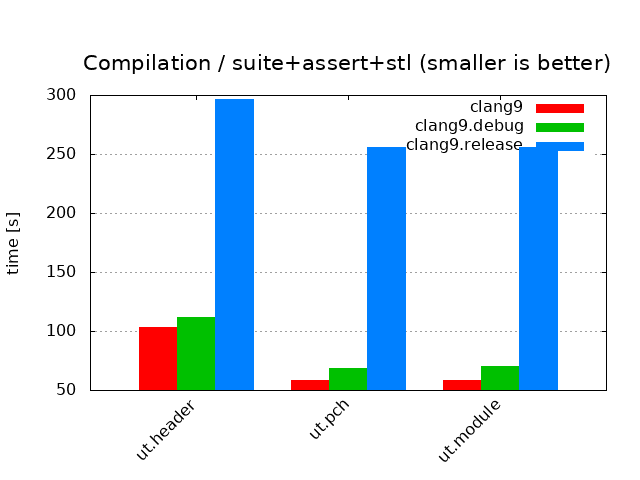 Compilation / suite+assert+stl (smaller is better)
300
250
200
150
100
50
time [s]
clang9
clang9.debug
clang9.release
ut.header
ut.pch
ut.module